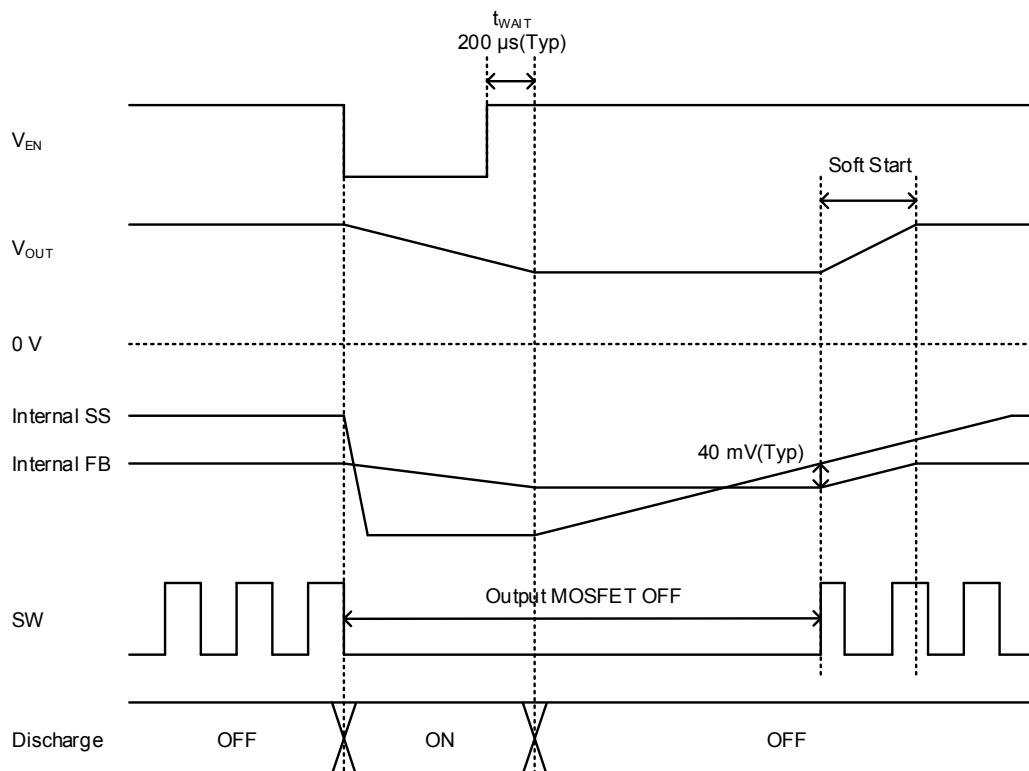 tWAIT
200 µs(Typ)
VEN
Soft Start
VOUT
0 V
Internal SS
Internal FB
40 mV(Typ)
Output MOSFET OFF
SW
Discharge
OFF
ON
OFF